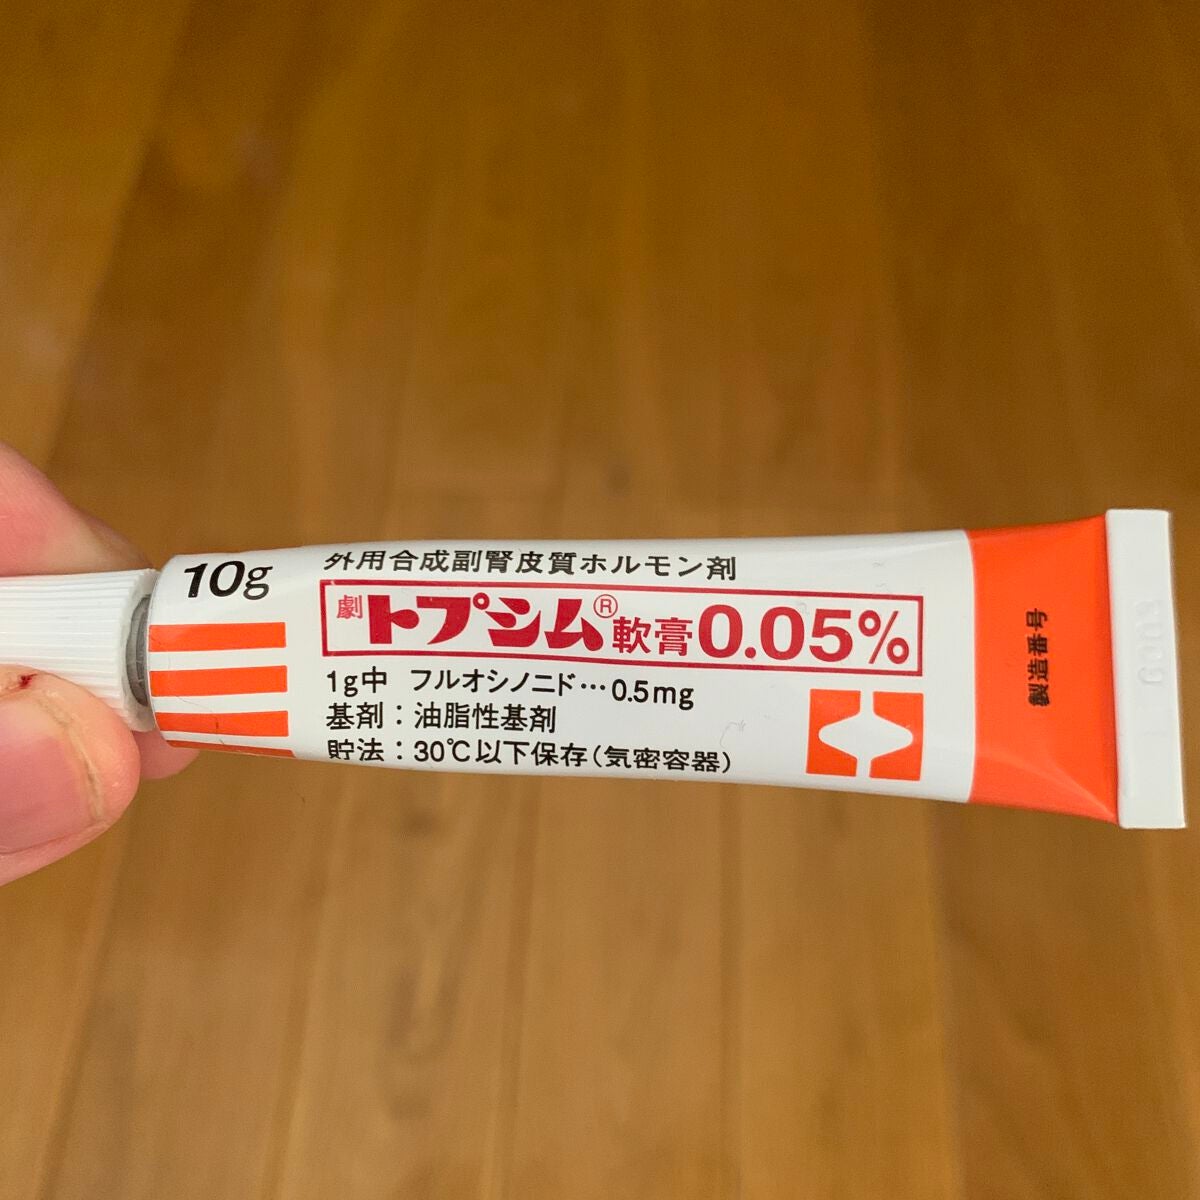 10g
外用合成副腎皮質ホルモン剤
劇 トプシム®軟膏0.05%
1g中 フルオシノニド…0.5mg
基剤：油脂性基剤
貯法：30℃以下保存（気密容器）
製造番号